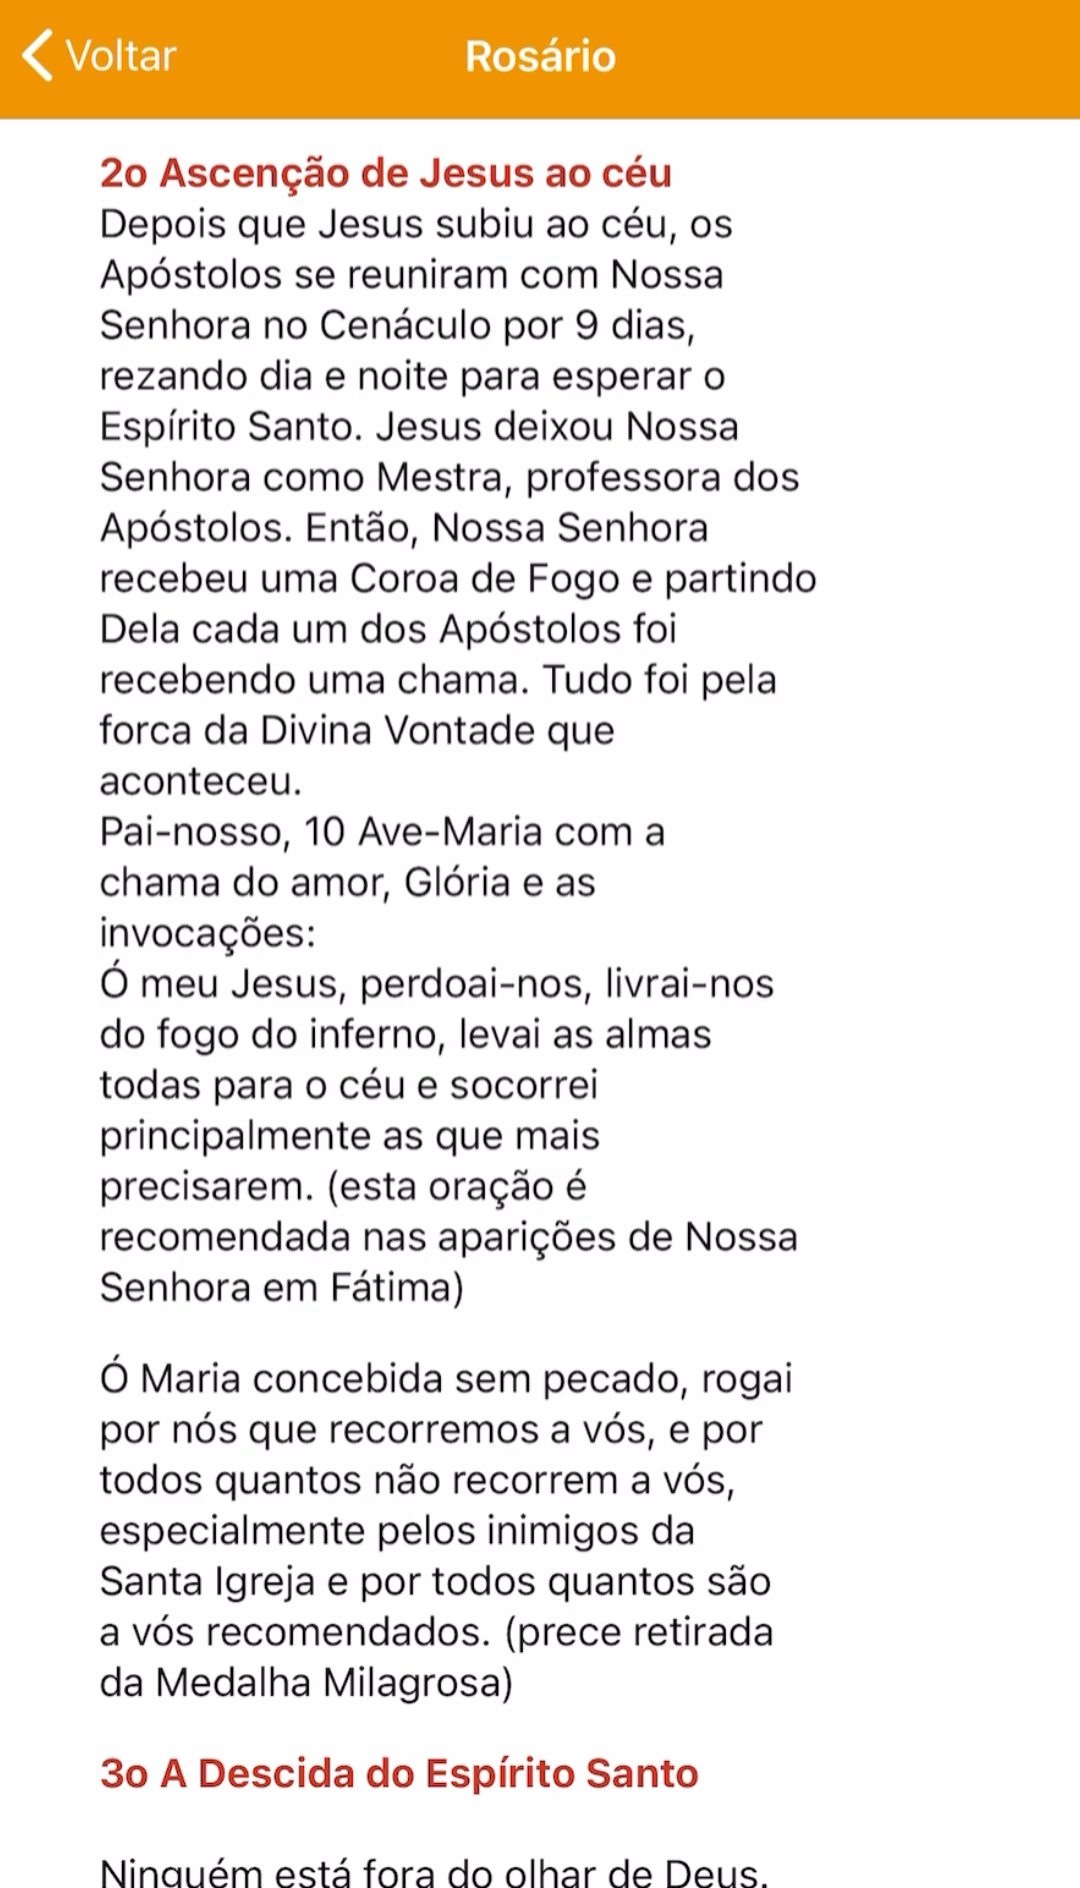 Voltar
Rosário
2o Ascenção de Jesus ao céu
Depois que Jesus subiu ao céu, os
Apóstolos se reuniram com Nossa
Senhora no Cenáculo por 9 dias,
rezando dia e noite para esperar o
Espírito Santo. Jesus deixou Nossa
Senhora como Mestra, professora dos
Apóstolos. Então, Nossa Senhora
recebeu uma Coroa de Fogo e partindo
Dela cada um dos Apóstolos foi
recebendo uma chama. Tudo foi pela
forca da Divina Vontade que
aconteceu.
Pai-nosso, 10 Ave-Maria com a
chama do amor, Glória e as
invocações:
Ó meu Jesus, perdoai-nos, livrai-nos
do fogo do inferno, levai as almas
todas para o céu e socorrei
principalmente as que mais
precisarem. (esta oração é
recomendada nas aparições de Nossa
Senhora em Fátima)
Ó Maria concebida sem pecado, rogai
por nós que recorremos a vós, e por
todos quantos não recorrem a vós,
especialmente pelos inimigos da
Santa Igreja e por todos quantos são
a vós recomendados. (prece retirada
da Medalha Milagrosa)
3o A Descida do Espírito Santo
Ninguém está fora do olhar de Deus.